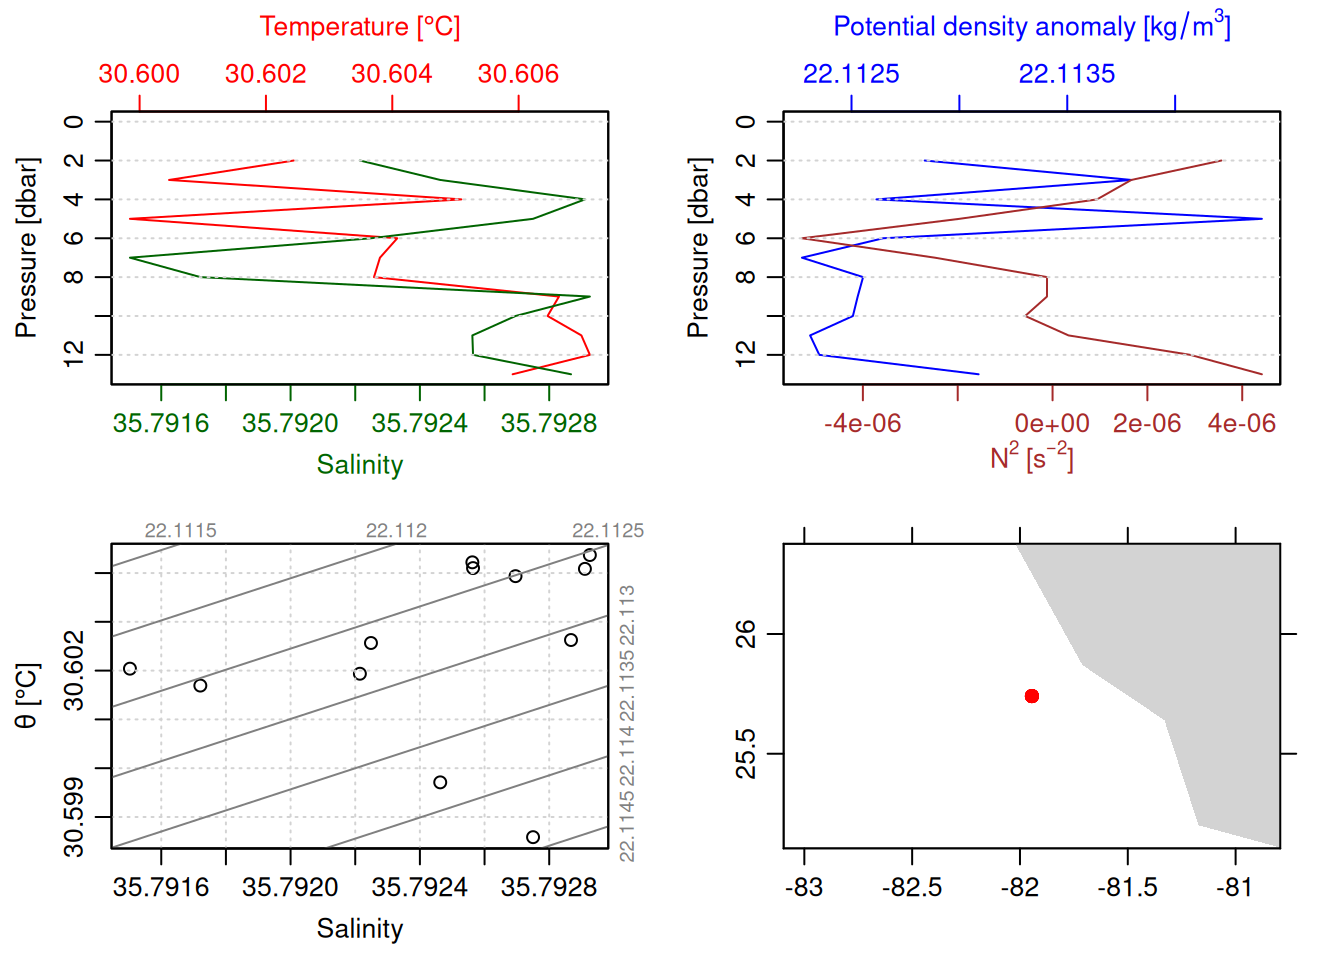 Temperature [°C]
30.600 30.602 30.604 30.606
Pressure [dbar]
0
2
4
6
8
12
35.7916 35.7920 35.7924 35.7928
Salinity
Potential density anomaly [kg/m³]
22.1125 22.1135
Pressure [dbar]
0
2
4
6
8
12
-4e-06 0e+00 2e-06 4e-06
N² [s⁻²]
22.1115 22.112 22.1125
θ [°C]
30.602
30.599
22.113
22.1135
22.114
22.1145
35.7916 35.7920 35.7924 35.7928
Salinity
26
25.5
-83 -82.5 -82 -81.5 -81